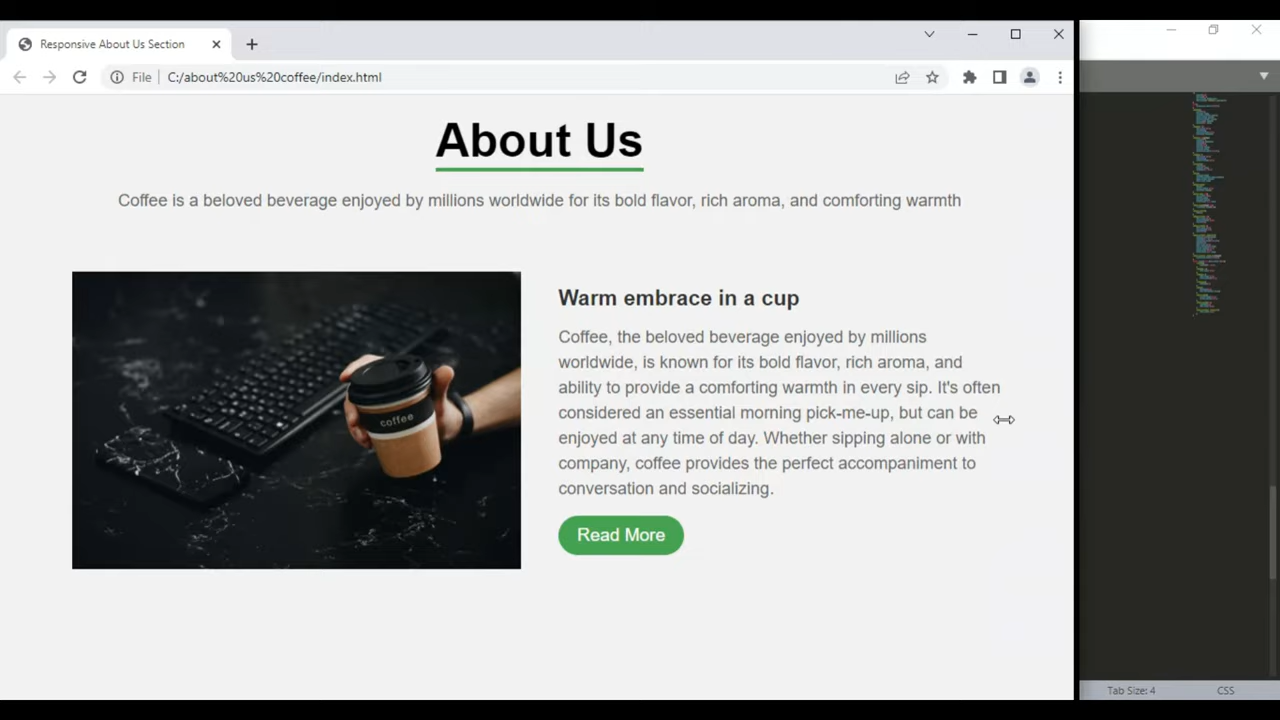 Responsive About Us Section
File
C:/about%20us%20coffee/index.html
About Us
Coffee is a beloved beverage enjoyed by millions worldwide for its bold flavor, rich aroma, and comforting warmth
coffee
Warm embrace in a cup
Coffee, the beloved beverage enjoyed by millions
worldwide, is known for its bold flavor, rich aroma, and
ability to provide a comforting warmth in every sip. It's often
considered an essential morning pick-me-up, but can be
enjoyed at any time of day. Whether sipping alone or with
company, coffee provides the perfect accompaniment to
conversation and socializing.
Read More
Tab Size: 4
CSS